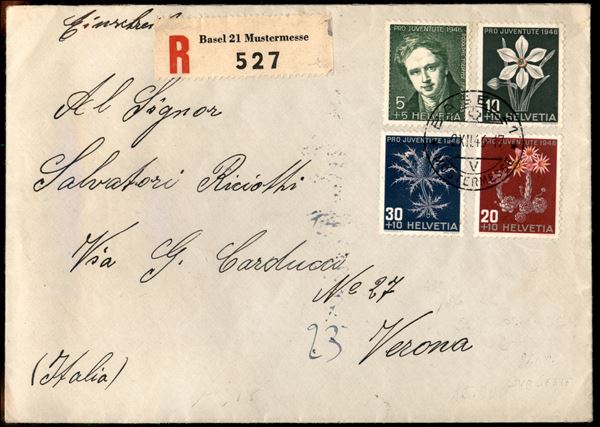 Basel 21 Mustermesse
R 527
PRO JUVENTUTE 1946
5
+5 HELVETIA
PRO JUVENTUTE 1946
10
+10 HELVETIA
PRO JUVENTUTE 1946
30
+10 HELVETIA
PRO JUVENTUTE 1946
20
+10 HELVETIA
Al Signor
Salvatori Riciotti
Via G. Carducci
No 27
23
Verona
(Italia)